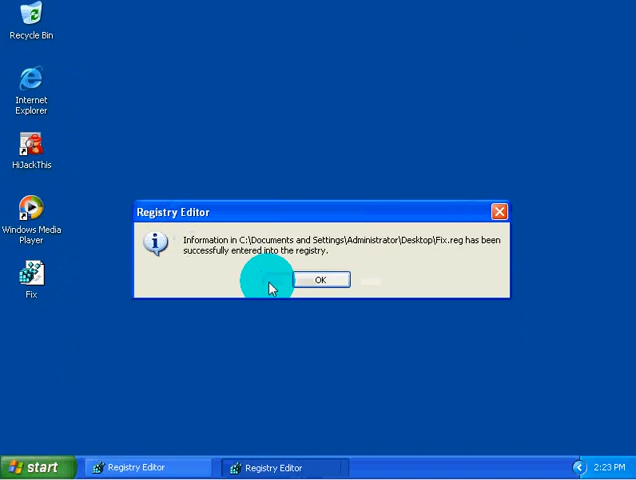 Recycle Bin
Internet
Explorer
HiJackThis
Windows Media
Player
Fix
Registry Editor
Information in C:\Documents and Settings\Administrator\Desktop\Fix.reg has been
successfully entered into the registry.
OK
start
Registry Editor
Registry Editor
2:23 PM